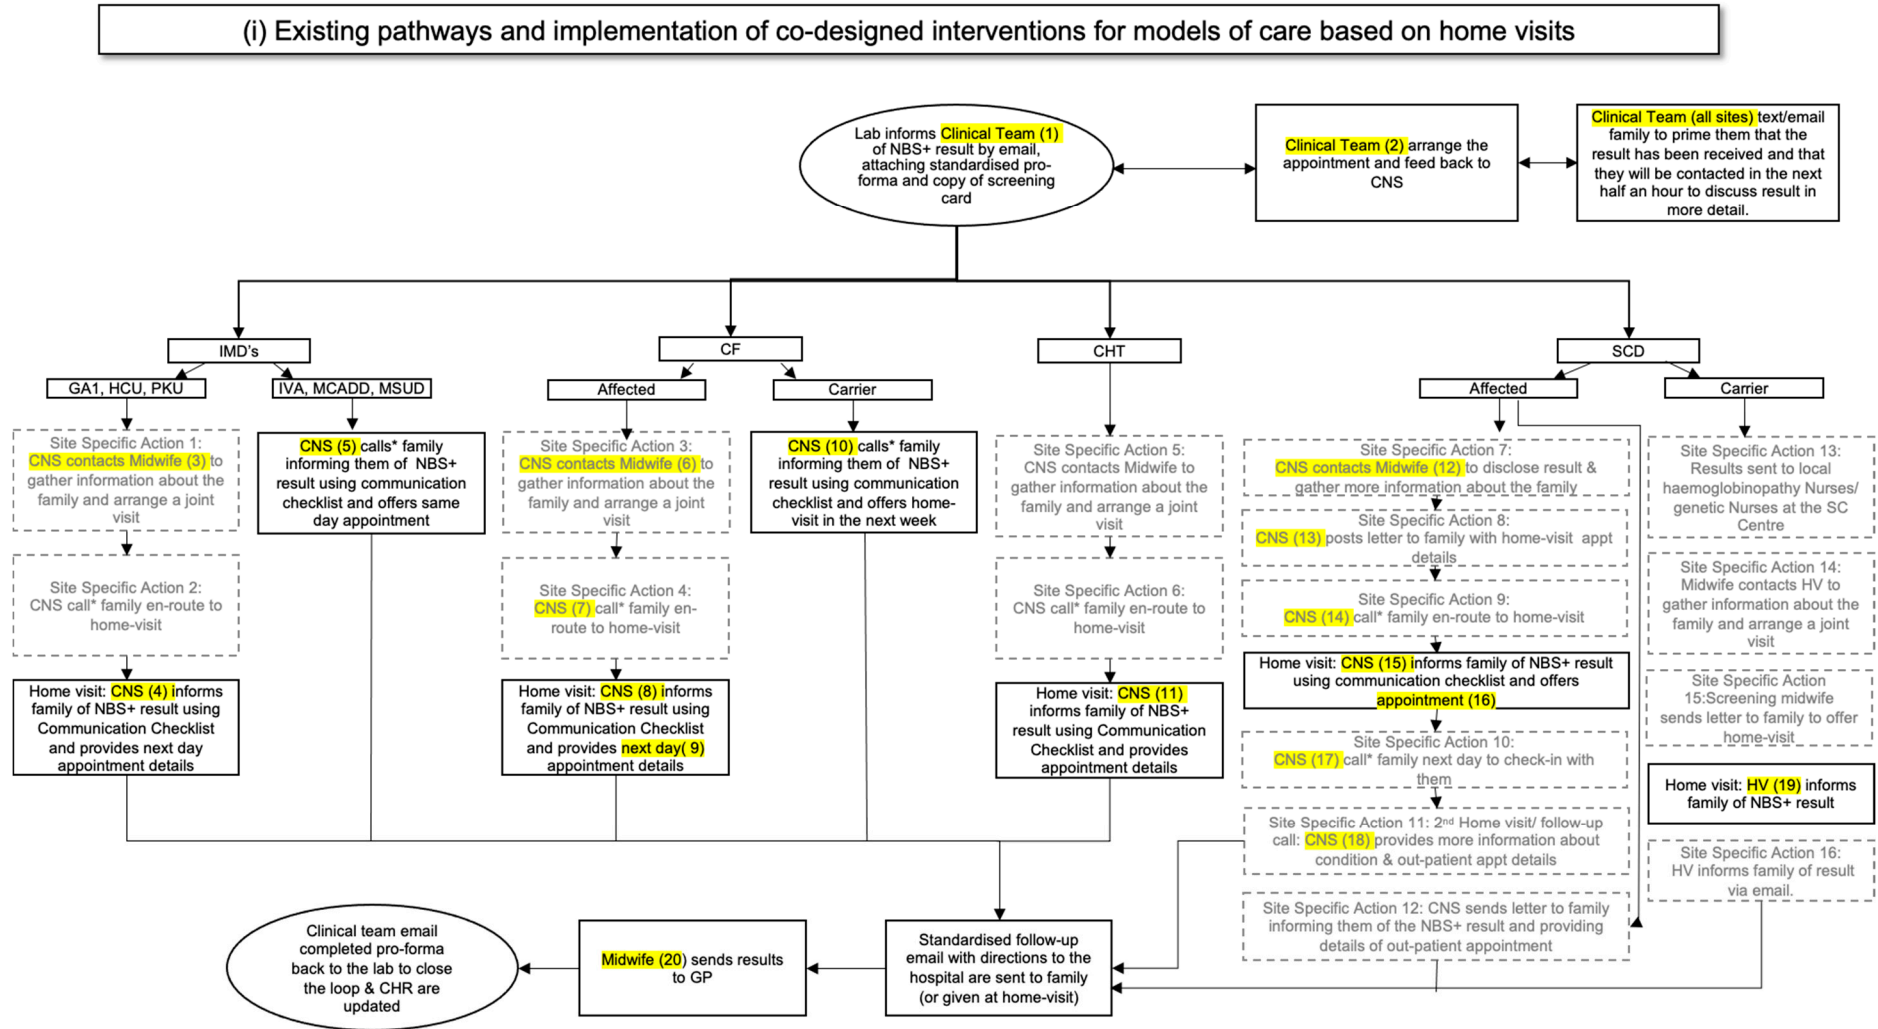 (i) Existing pathways and implementation of co-designed interventions for models of care based on home visits
Lab informs Clinical Team (1)
of NBS+ result by email,
attaching standardised pro-
forma and copy of screening
card
Clinical Team (2) arrange the
appointment and feed back to
CNS
Clinical Team (all sites) text/email
family to prime them that the
result has been received and that
they will be contacted in the next
half an hour to discuss result in
more detail.
IMD's
GA1, HCU, PKU
IVA, MCADD, MSUD
Site Specific Action 1:
CNS contacts Midwife (3) to
gather information about the
family and arrange a joint
visit
Site Specific Action 2:
CNS call* family en-route to
home-visit
Home visit: CNS (4) informs
family of NBS+ result using
Communication Checklist
and provides next day
appointment details
CNS (5) calls* family
informing them of NBS+
result using communication
checklist and offers same
day appointment
CF
Affected
Carrier
Site Specific Action 3:
CNS contacts Midwife (6) to
gather information about the
family and arrange a joint
visit
Site Specific Action 4:
CNS (7) call* family en-
route to home-visit
Home visit: CNS (8) informs
family of NBS+ result using
Communication Checklist
and provides next day( 9)
appointment details
CNS (10) calls* family
informing them of NBS+
result using communication
checklist and offers home-
visit in the next week
CHT
Site Specific Action 5:
CNS contacts Midwife to
gather information about the
family and arrange a joint
visit
Site Specific Action 6:
CNS call* family en-route to
home-visit
Home visit: CNS (11)
informs family of NBS+
result using Communication
Checklist and provides
appointment details
SCD
Affected
Carrier
Site Specific Action 7:
CNS contacts Midwife (12) to disclose result &
gather more information about the family
Site Specific Action 8:
CNS (13) posts letter to family with home-visit appt
details
Site Specific Action 9:
CNS (14) call* family en-route to home-visit
Home visit: CNS (15) informs family of NBS+ result
using communication checklist and offers
appointment (16)
Site Specific Action 10:
CNS (17) call* family next day to check-in with
them
Site Specific Action 11: 2nd Home visit/ follow-up
call: CNS (18) provides more information about
condition & out-patient appt details
Site Specific Action 12: CNS sends letter to family
informing them of the NBS+ result and providing
details of out-patient appointment
Site Specific Action 13:
Results sent to local
haemoglobinopathy Nurses/
genetic Nurses at the SC
Centre
Site Specific Action 14:
Midwife contacts HV to
gather information about the
family and arrange a joint
visit
Site Specific Action
15:Screening midwife
sends letter to family to offer
home-visit
Home visit: HV (19) informs
family of NBS+ result
Site Specific Action 16:
HV informs family of result
via email.
Standardised follow-up
email with directions to the
hospital are sent to family
(or given at home-visit)
Midwife (20) sends results
to GP
Clinical team email
completed pro-forma
back to the lab to close
the loop & CHR are
updated